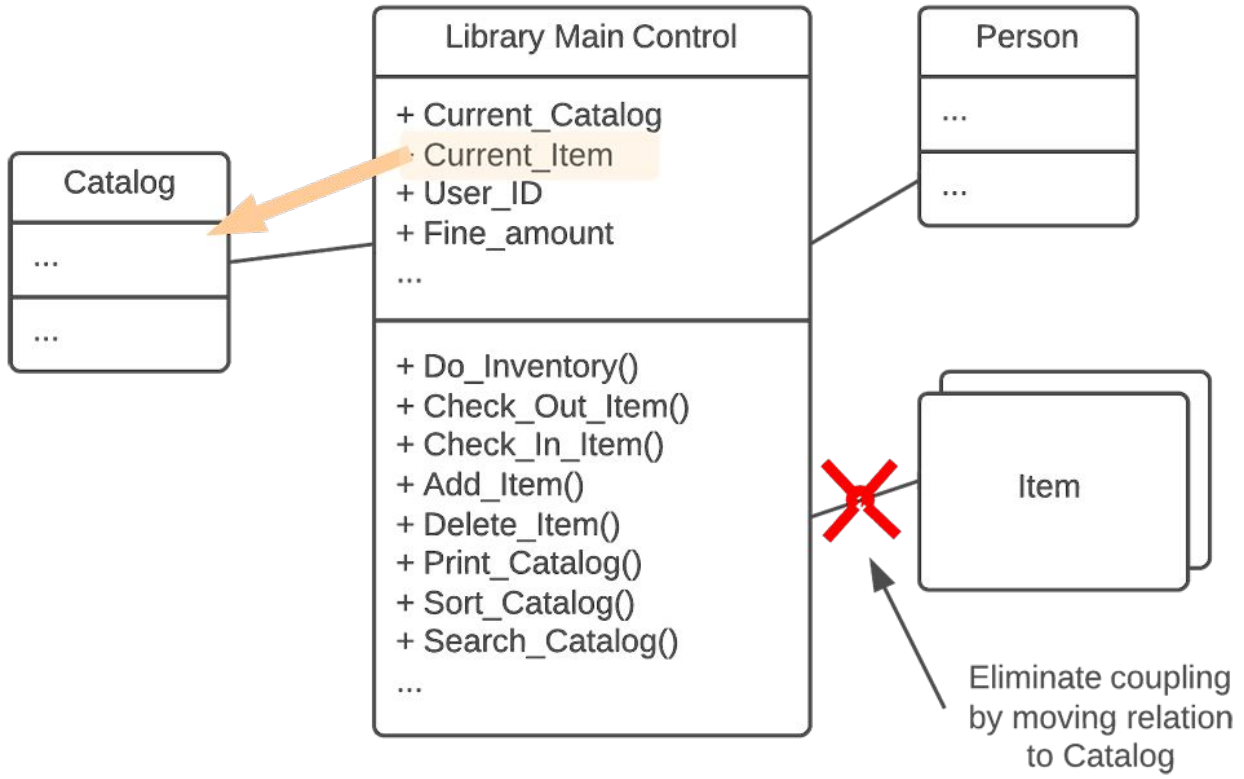 Library Main Control
+ Current_Catalog
+ Current_Item
+ User_ID
+ Fine_amount
...
+ Do_Inventory()
+ Check_Out_Item()
+ Check_In_Item()
+ Add_Item()
+ Delete_Item()
+ Print_Catalog()
+ Sort_Catalog()
+ Search_Catalog()
...
Catalog
...
...
Person
...
...
Item
Eliminate coupling
by moving relation
to Catalog